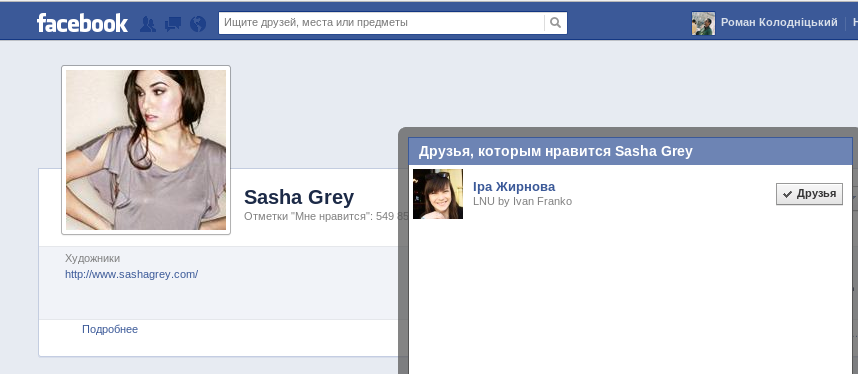 facebook
Ищите друзей, места или предметы
Роман Колодніцький
Друзья, которым нравится Sasha Grey
Іра Жирнова
LNU by Ivan Franko
Друзья
Sasha Grey
Отметки "Мне нравится": 549 85
Художники
http://www.sashagrey.com/
Подробнее